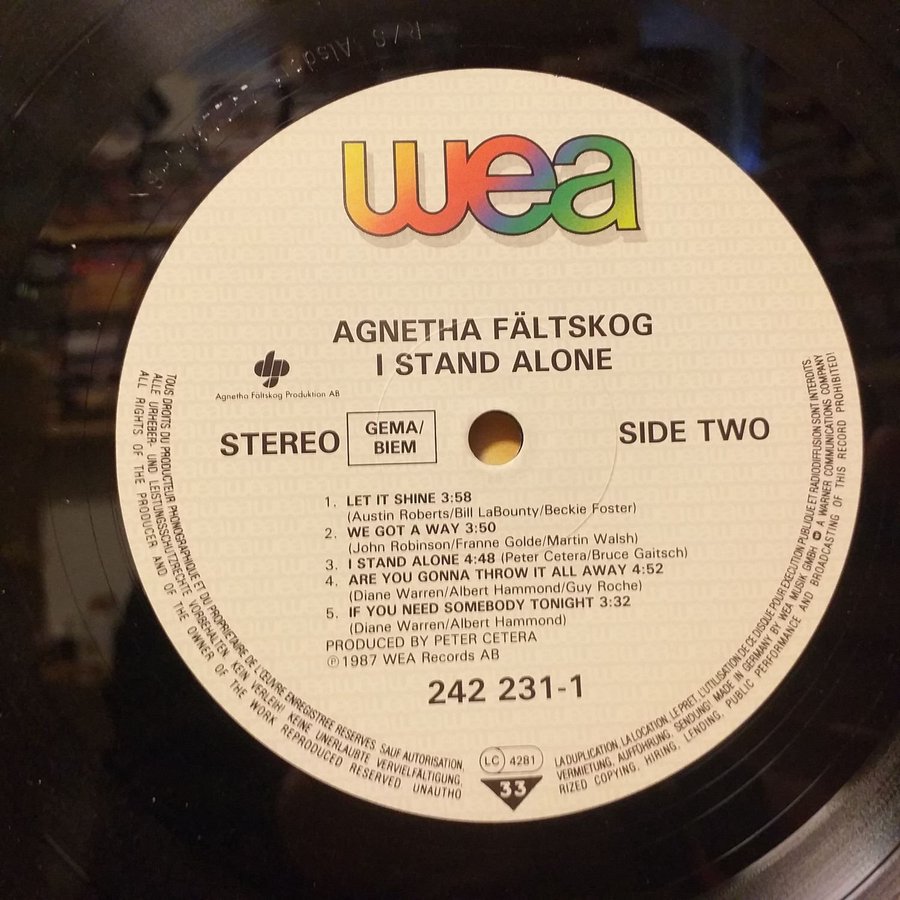 R/S Alsdorf
wea
AGNETHA FÄLTSKOG
I STAND ALONE
Agnetha Fältskog Produktion AB
STEREO GEMA/ SIDE TWO
BIEM
1. LET IT SHINE 3:58
(Austin Roberts/Bill LaBounty/Beckie Foster)
2. WE GOT A WAY 3:50
(John Robinson/Franne Golde/Martin Walsh)
3. I STAND ALONE 4:48 (Peter Cetera/Bruce Gaitsch)
4. ARE YOU GONNA THROW IT ALL AWAY 4:52
(Diane Warren/Albert Hammond/Guy Roche)
5. IF YOU NEED SOMEBODY TONIGHT 3:32
(Diane Warren/Albert Hammond)
PRODUCED BY PETER CETERA
℗ 1987 WEA Records AB
242 231-1
LC 4281
33
TOUS DROITS DU PRODUCTEUR PHONOGRAPHIQUE ET DU PROPRIETAIRE DE L'ŒUVRE ENREGISTREE RESERVES. SAUF AUTORISATION, LA DUPLICATION, LA LOCATION, LE PRET, L'UTILISATION DE CE DISQUE POUR EXECUTION PUBLIQUE ET RADIODIFFUSION SONT INTERDITS.
ALLE URHEBER- UND LEISTUNGSSCHUTZRECHTE VORBEHALTEN. KEIN VERLEIH! KEINE UNERLAUBTE VERVIELFÄLTIGUNG, VERMIETUNG, AUFFÜHRUNG, SENDUNG! MADE IN GERMANY BY WEA MUSIK GMBH A WARNER COMMUNICATIONS COMPANY
ALL RIGHTS OF THE PRODUCER AND OF THE OWNER OF THE WORK REPRODUCED RESERVED. UNAUTHORIZED COPYING, HIRING, LENDING, PUBLIC PERFORMANCE AND BROADCASTING OF THIS RECORD PROHIBITED!